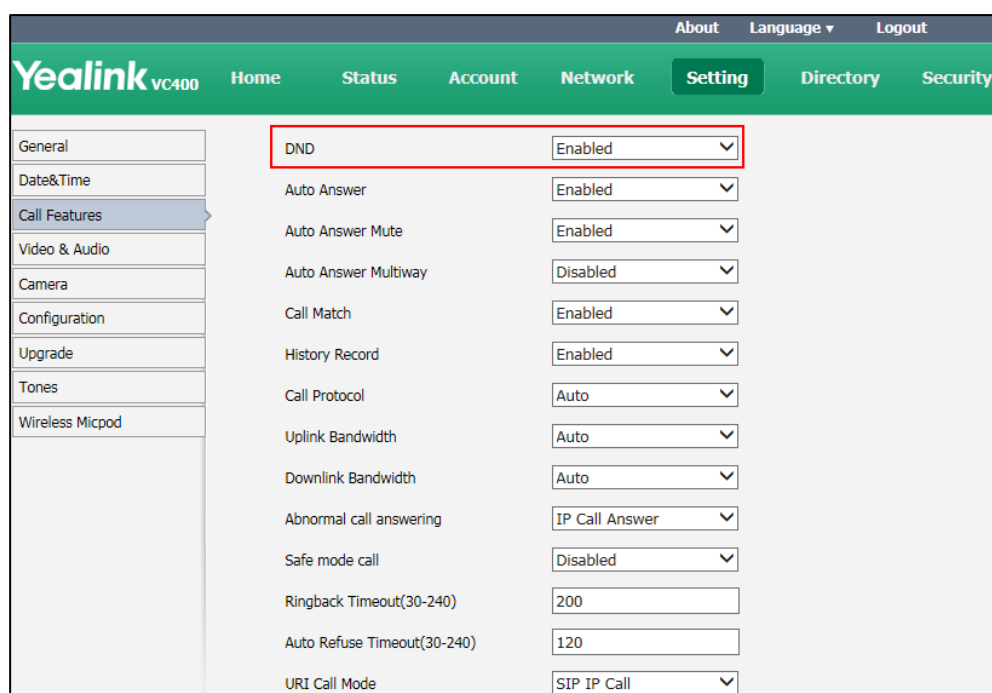 About Language ▾ Logout
Yealink VC400 Home Status Account Network Setting Directory Security
General
Date&Time
Call Features
Video & Audio
Camera
Configuration
Upgrade
Tones
Wireless Micpod
DND Enabled
Auto Answer Enabled
Auto Answer Mute Enabled
Auto Answer Multiway Disabled
Call Match Enabled
History Record Enabled
Call Protocol Auto
Uplink Bandwidth Auto
Downlink Bandwidth Auto
Abnormal call answering IP Call Answer
Safe mode call Disabled
Ringback Timeout(30-240) 200
Auto Refuse Timeout(30-240) 120
URI Call Mode SIP IP Call